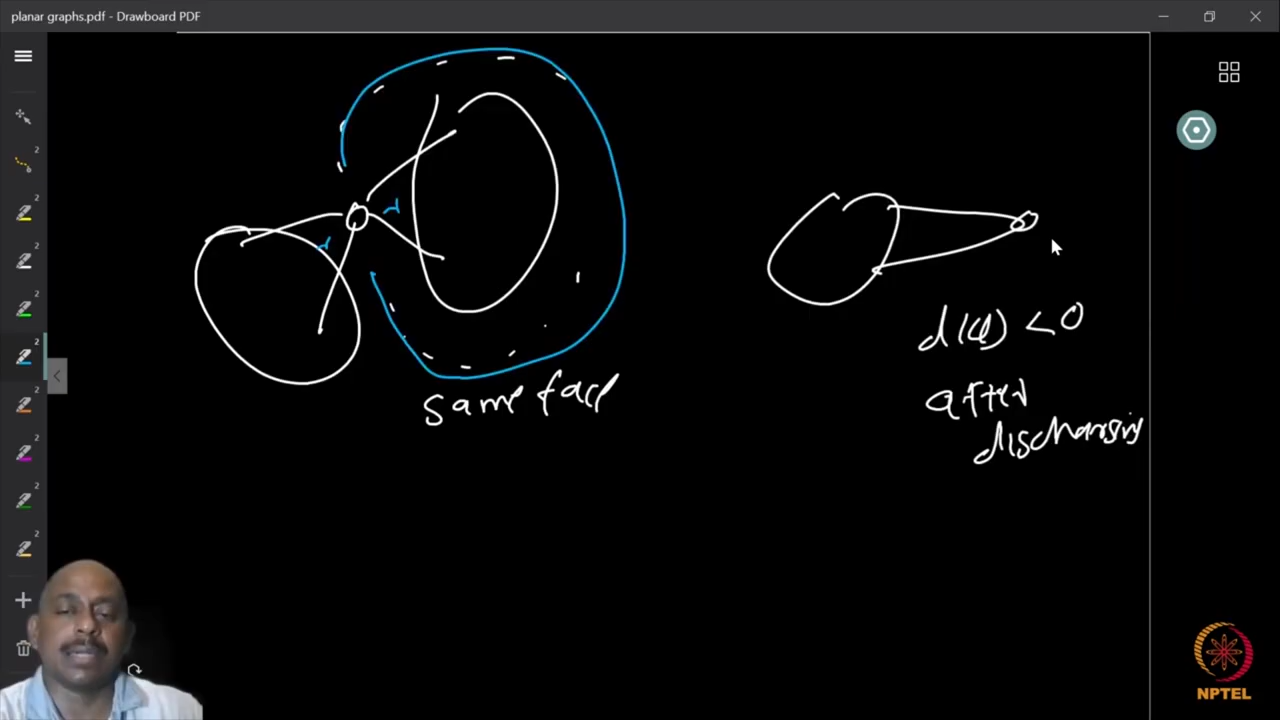 planar graphs.pdf - Drawboard PDF
same face
d(φ) < 0
after
discharging
NPTEL